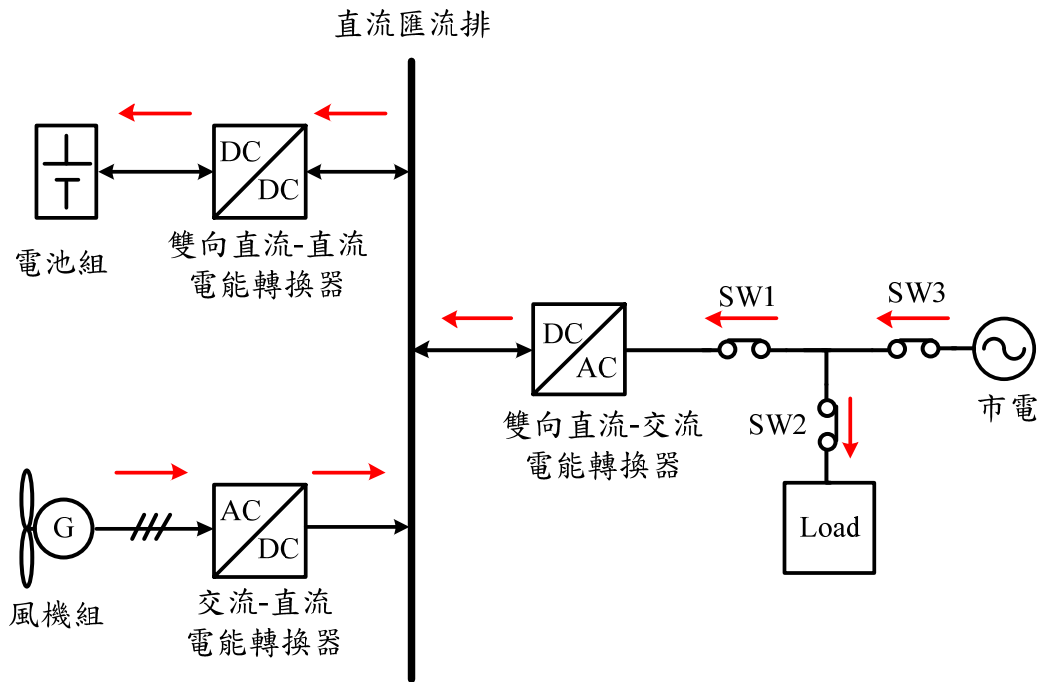 直流匯流排
DC
DC
電池組
雙向直流-直流
電能轉換器
SW1
SW3
DC
AC
市電
SW2
雙向直流-交流
電能轉換器
Load
G
AC
DC
風機組
交流-直流
電能轉換器